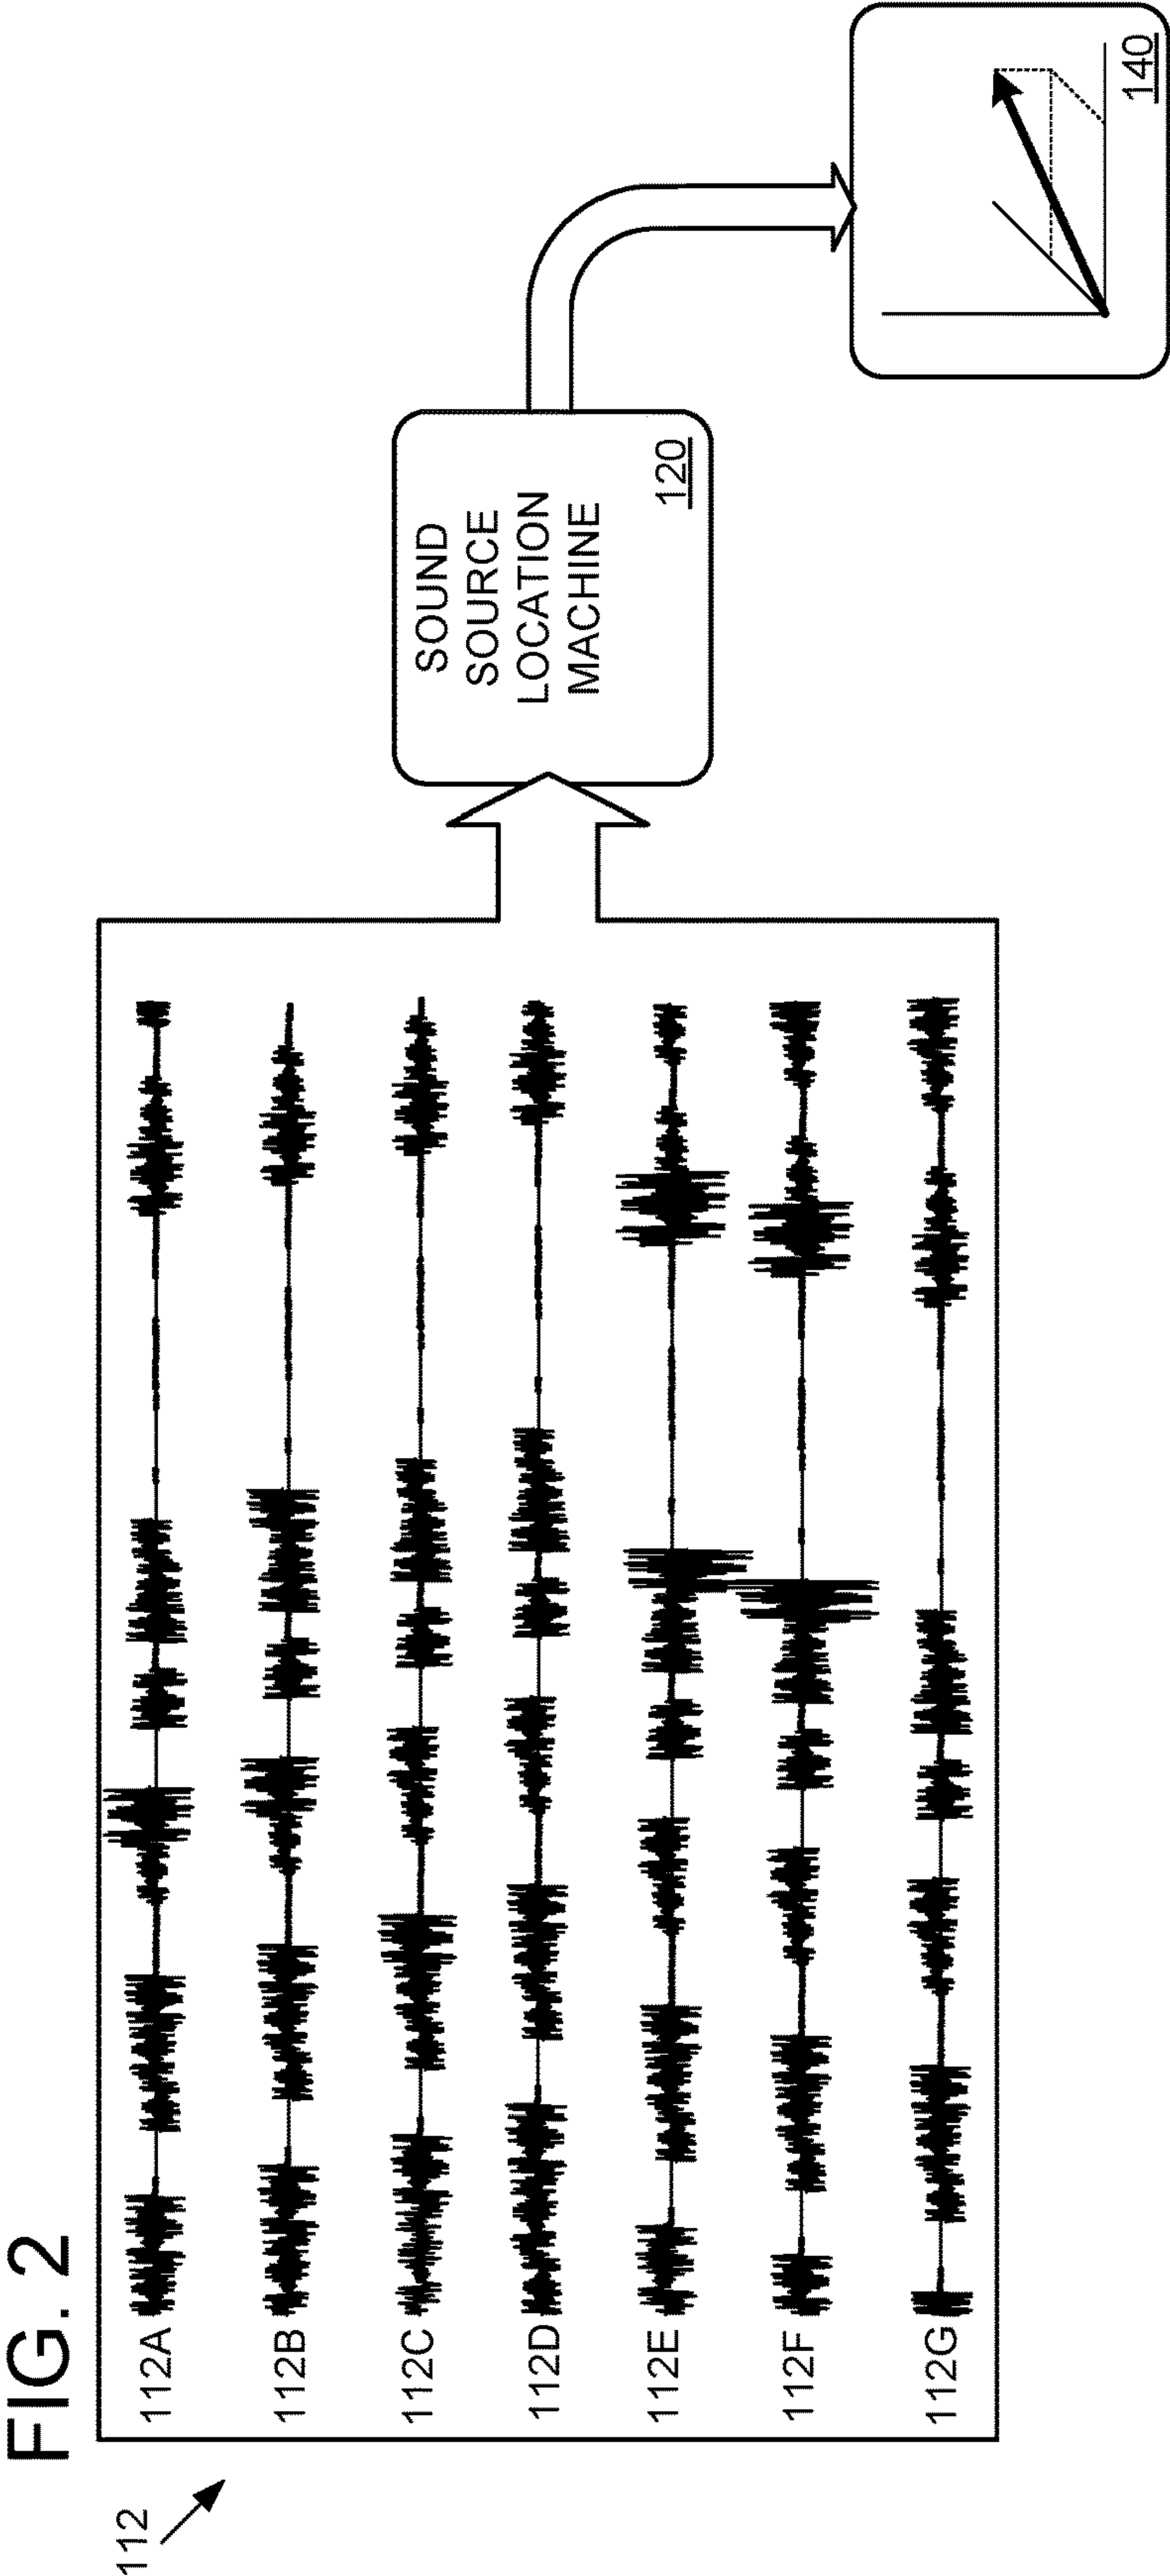 FIG. 2
112
112A
112B
112C
112D
112E
112F
112G
SOUND
SOURCE
LOCATION
MACHINE
120
140